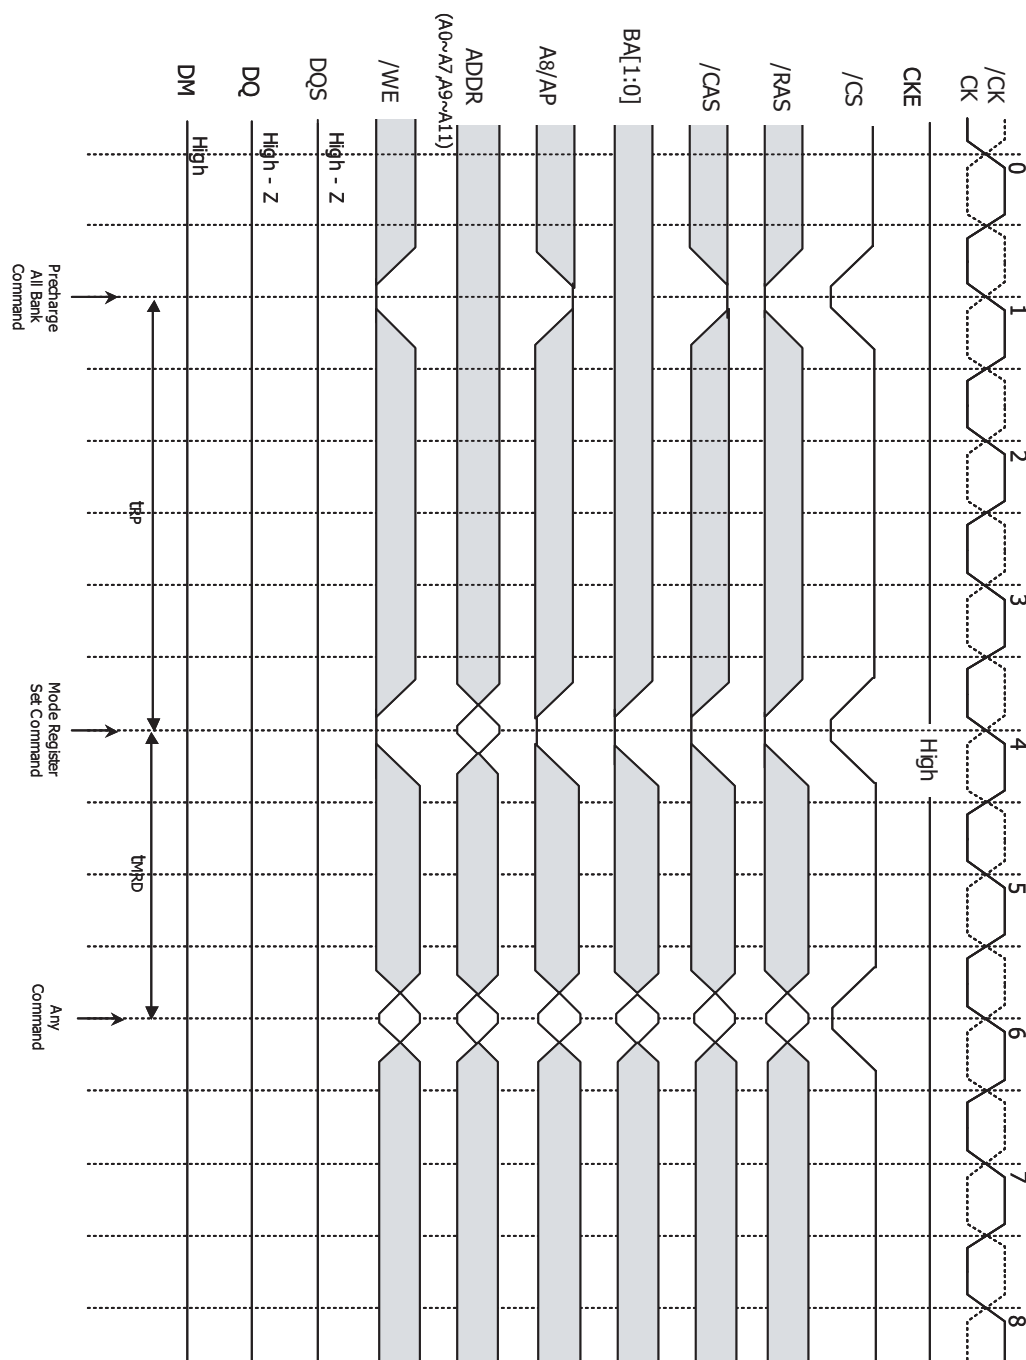 0 1 2 3 4 5 6 7 8
/CK
CK
CKE
High
/CS
/RAS
/CAS
BA[1:0]
A8/AP
ADDR
(A0~A7,A9~A11)
/WE
DQS
High - Z
DQ
High - Z
DM
High
tRP
tMRD
Precharge
All Bank
Command
Mode Register
Set Command
Any
Command